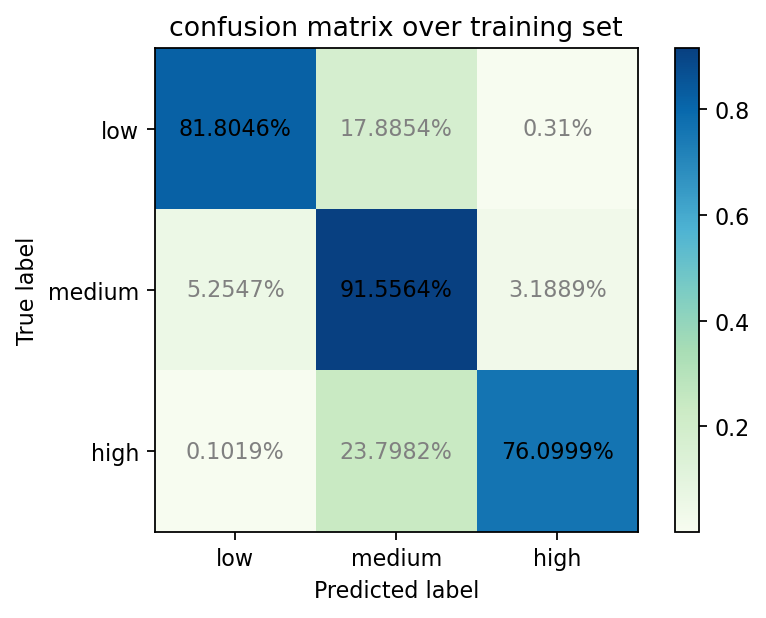 confusion matrix over training set
low 81.8046% 17.8854% 0.31%
medium 5.2547% 91.5564% 3.1889%
high 0.1019% 23.7982% 76.0999%
low medium high
Predicted label
True label
0.8
0.6
0.4
0.2